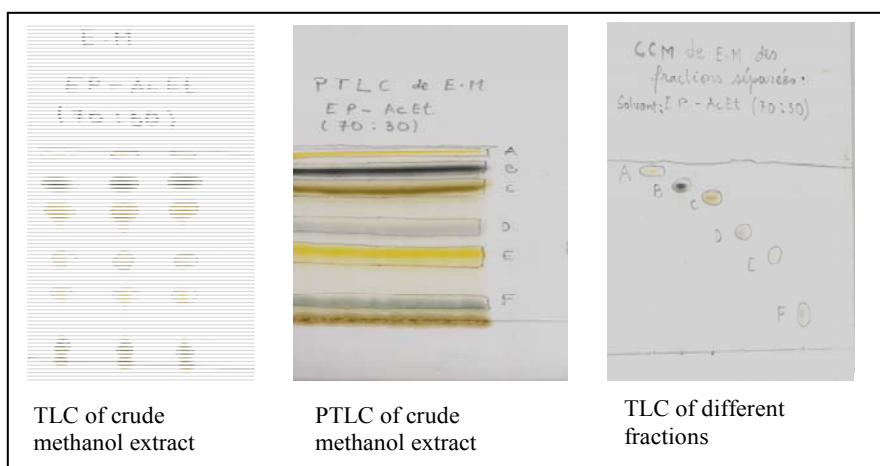 E.M
EP-AcEt
(70:30)
PTLC de E.M
EP-AcEt
(70:30)
A
B
C
D
E
F
CCM de E.M des
fractions séparées.
Solvant: EP-AcEt (70:30)
A
B
C
D
E
F
TLC of crude
methanol extract
PTLC of crude
methanol extract
TLC of different
fractions